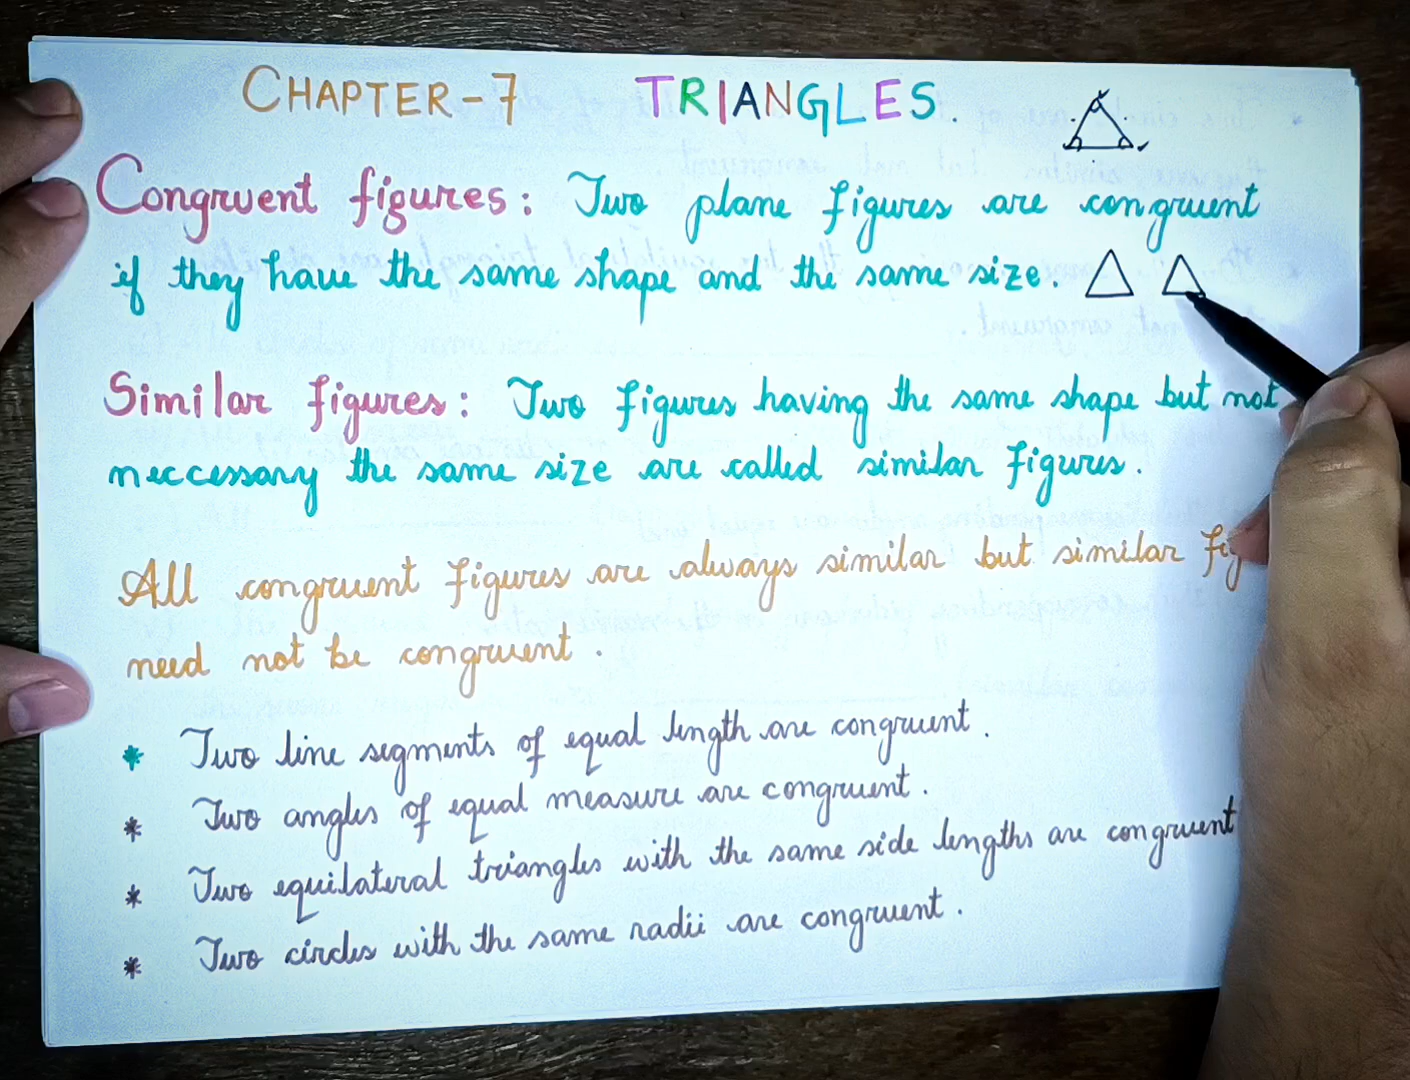 CHAPTER-7 TRIANGLES.
Congruent figures: Two plane figures are congruent
if they have the same shape and the same size.
Similar figures: Two figures having the same shape but not
neccessary the same size are called similar figures.
All congruent figures are always similar but similar
need not be congruent.
* Two line segments of equal length are congruent.
* Two angles of equal measure are congruent.
* Two equilateral triangles with the same side lengths are congruent
* Two circles with the same radii are congruent.